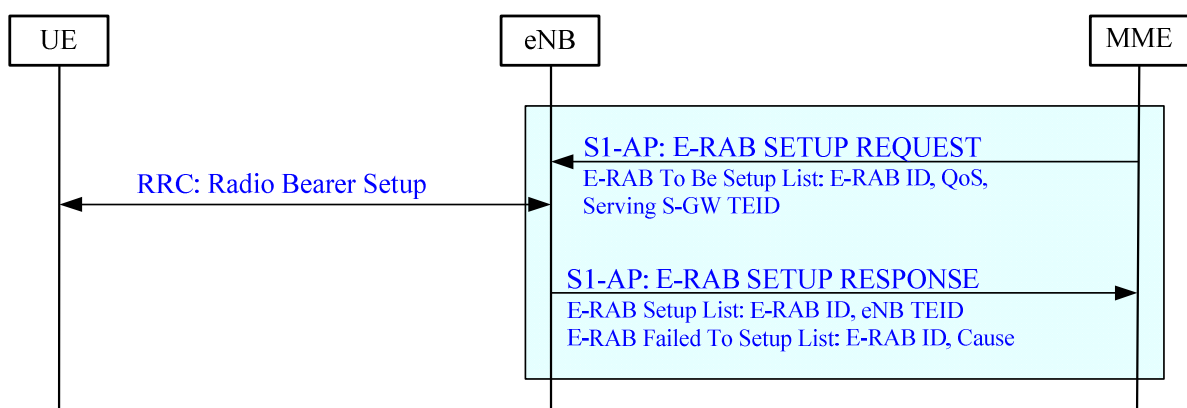 UE
eNB
MME
S1-AP: E-RAB SETUP REQUEST
E-RAB To Be Setup List: E-RAB ID, QoS,
Serving S-GW TEID
RRC: Radio Bearer Setup
S1-AP: E-RAB SETUP RESPONSE
E-RAB Setup List: E-RAB ID, eNB TEID
E-RAB Failed To Setup List: E-RAB ID, Cause